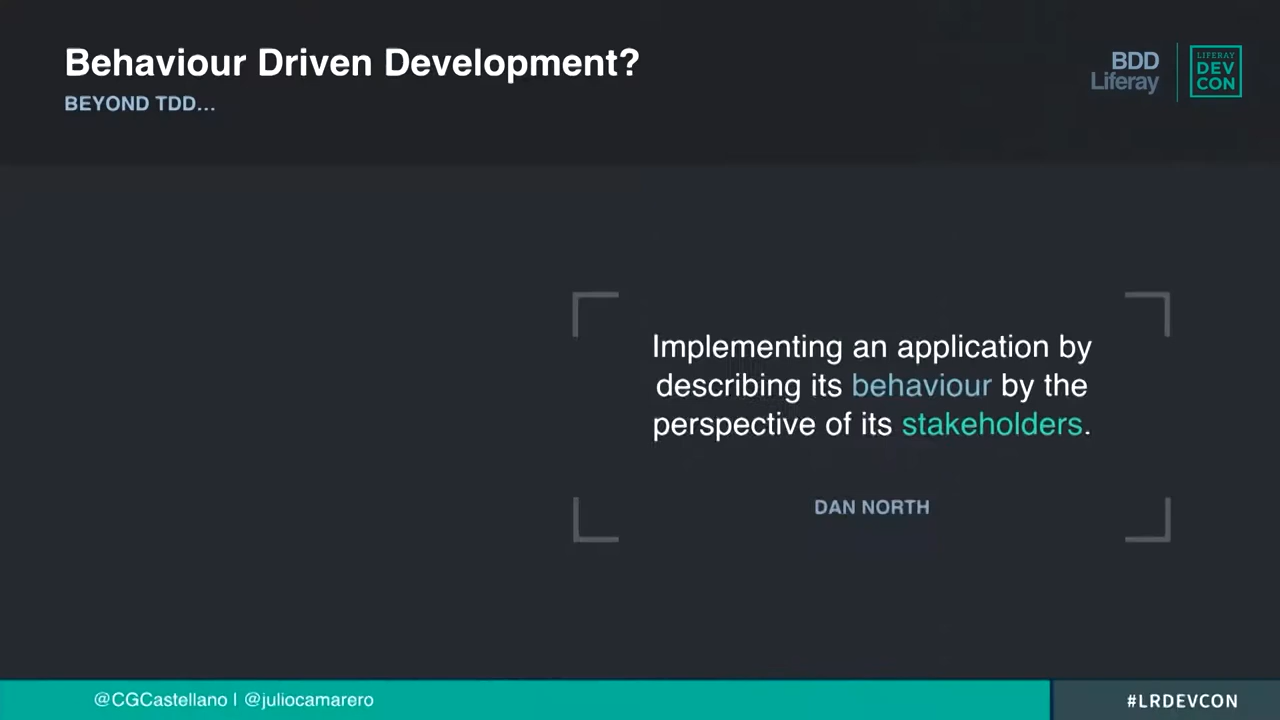 Behaviour Driven Development?
BEYOND TDD...
BDD
Liferay
LIFERAY
DEV
CON
Implementing an application by
describing its behaviour by the
perspective of its stakeholders.
DAN NORTH
@CGCastellano | @juliocamarero
#LRDEVCON